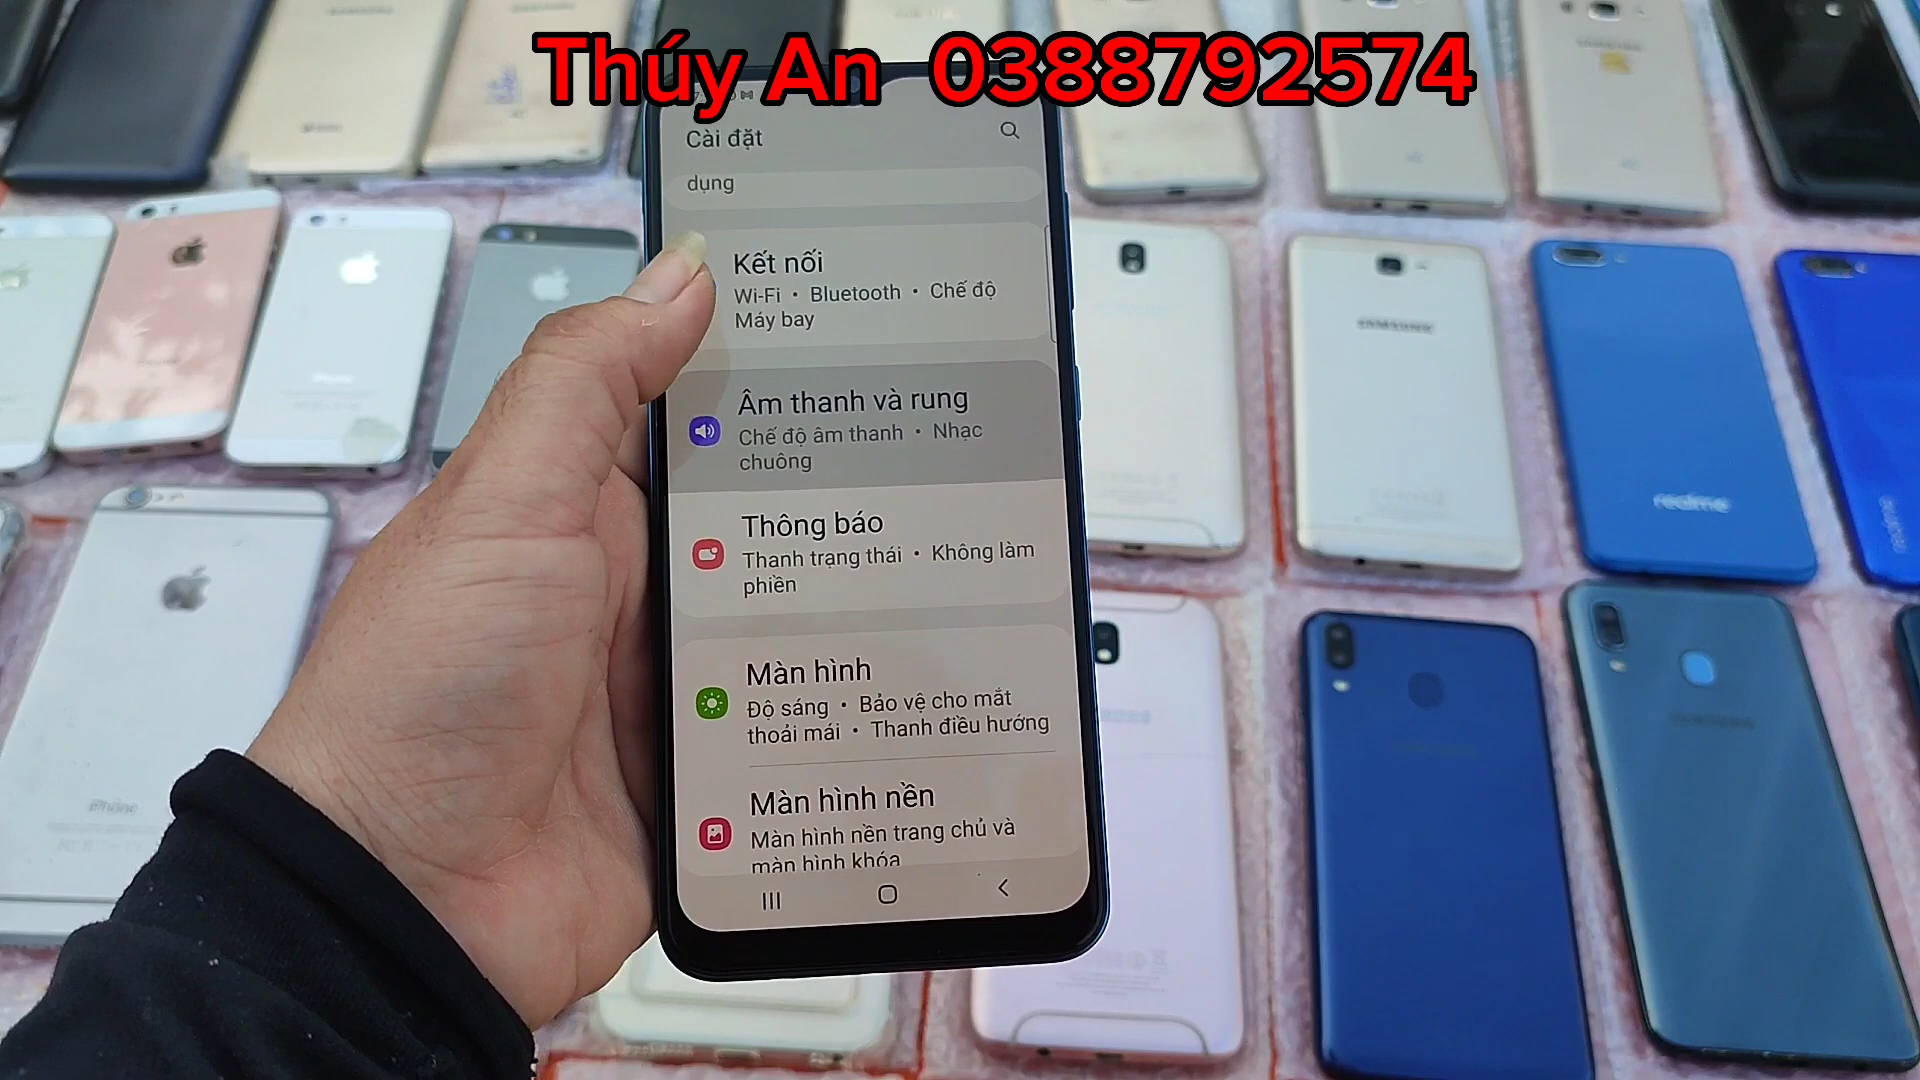 Thúy An 0388792574
Cài đặt
dụng
Kết nối
Wi-Fi • Bluetooth • Chế độ
Máy bay
Âm thanh và rung
Chế độ âm thanh • Nhạc
chuông
Thông báo
Thanh trạng thái • Không làm
phiền
Màn hình
Độ sáng • Bảo vệ cho mắt
thoải mái • Thanh điều hướng
Màn hình nền
Màn hình nền trang chủ và
màn hình khóa
SAMSUNG
realme
realme
iPhone